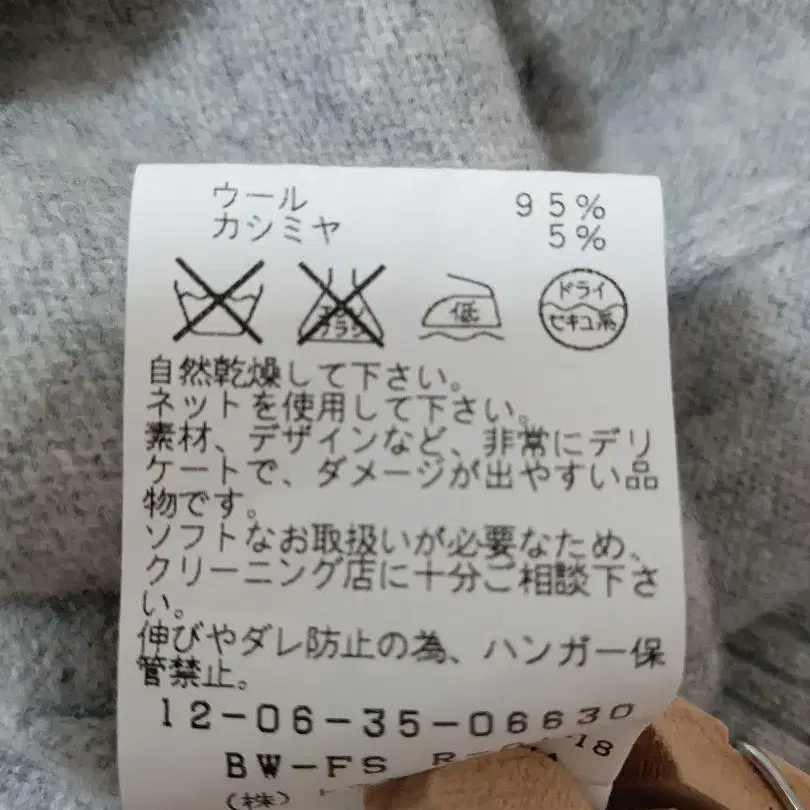 ウール 95%
カシミヤ 5%
エンソ
サラシ
低
ドライ
セキユ系
自然乾燥して下さい。
ネットを使用して下さい。
素材、デザインなど、非常にデリ
ケートで、ダメージが出やすい品
物です。
ソフトなお取扱いが必要なため、
クリーニング店に十分ご相談下さ
い。
伸びやダレ防止の為、ハンガー保
管禁止。
12-06-35-06630
BW-FS
(株)